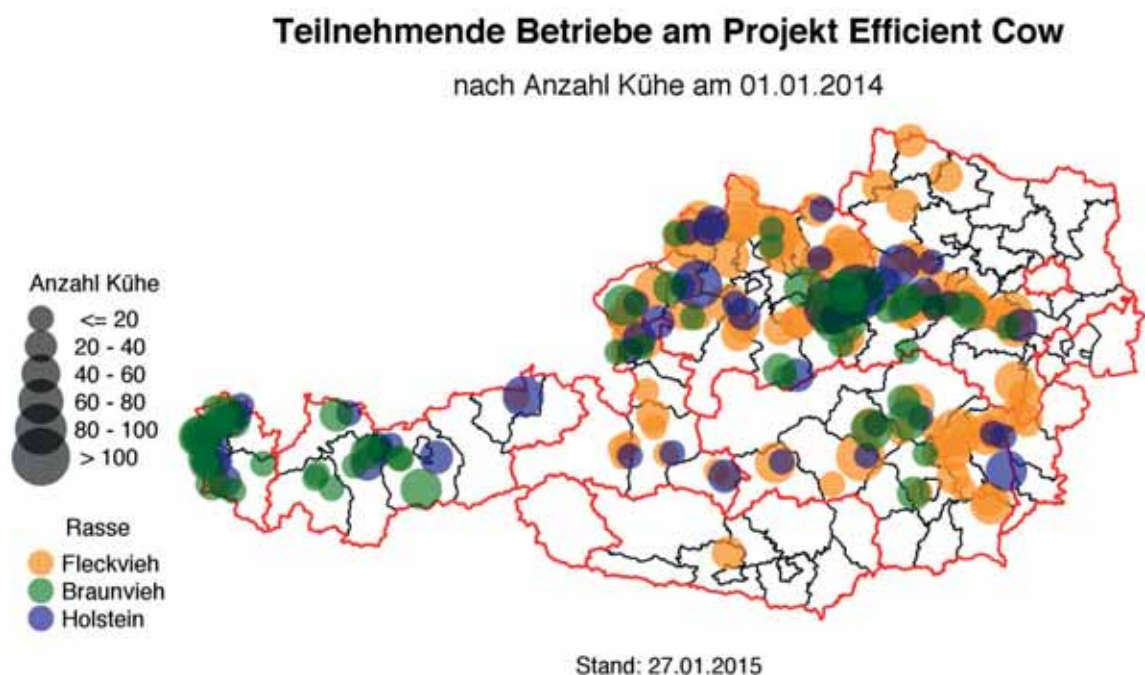 Teilnehmende Betriebe am Projekt Efficient Cow
nach Anzahl Kühe am 01.01.2014
Anzahl Kühe
<= 20
20 - 40
40 - 60
60 - 80
80 - 100
> 100
Rasse
Fleckvieh
Braunvieh
Holstein
Stand: 27.01.2015